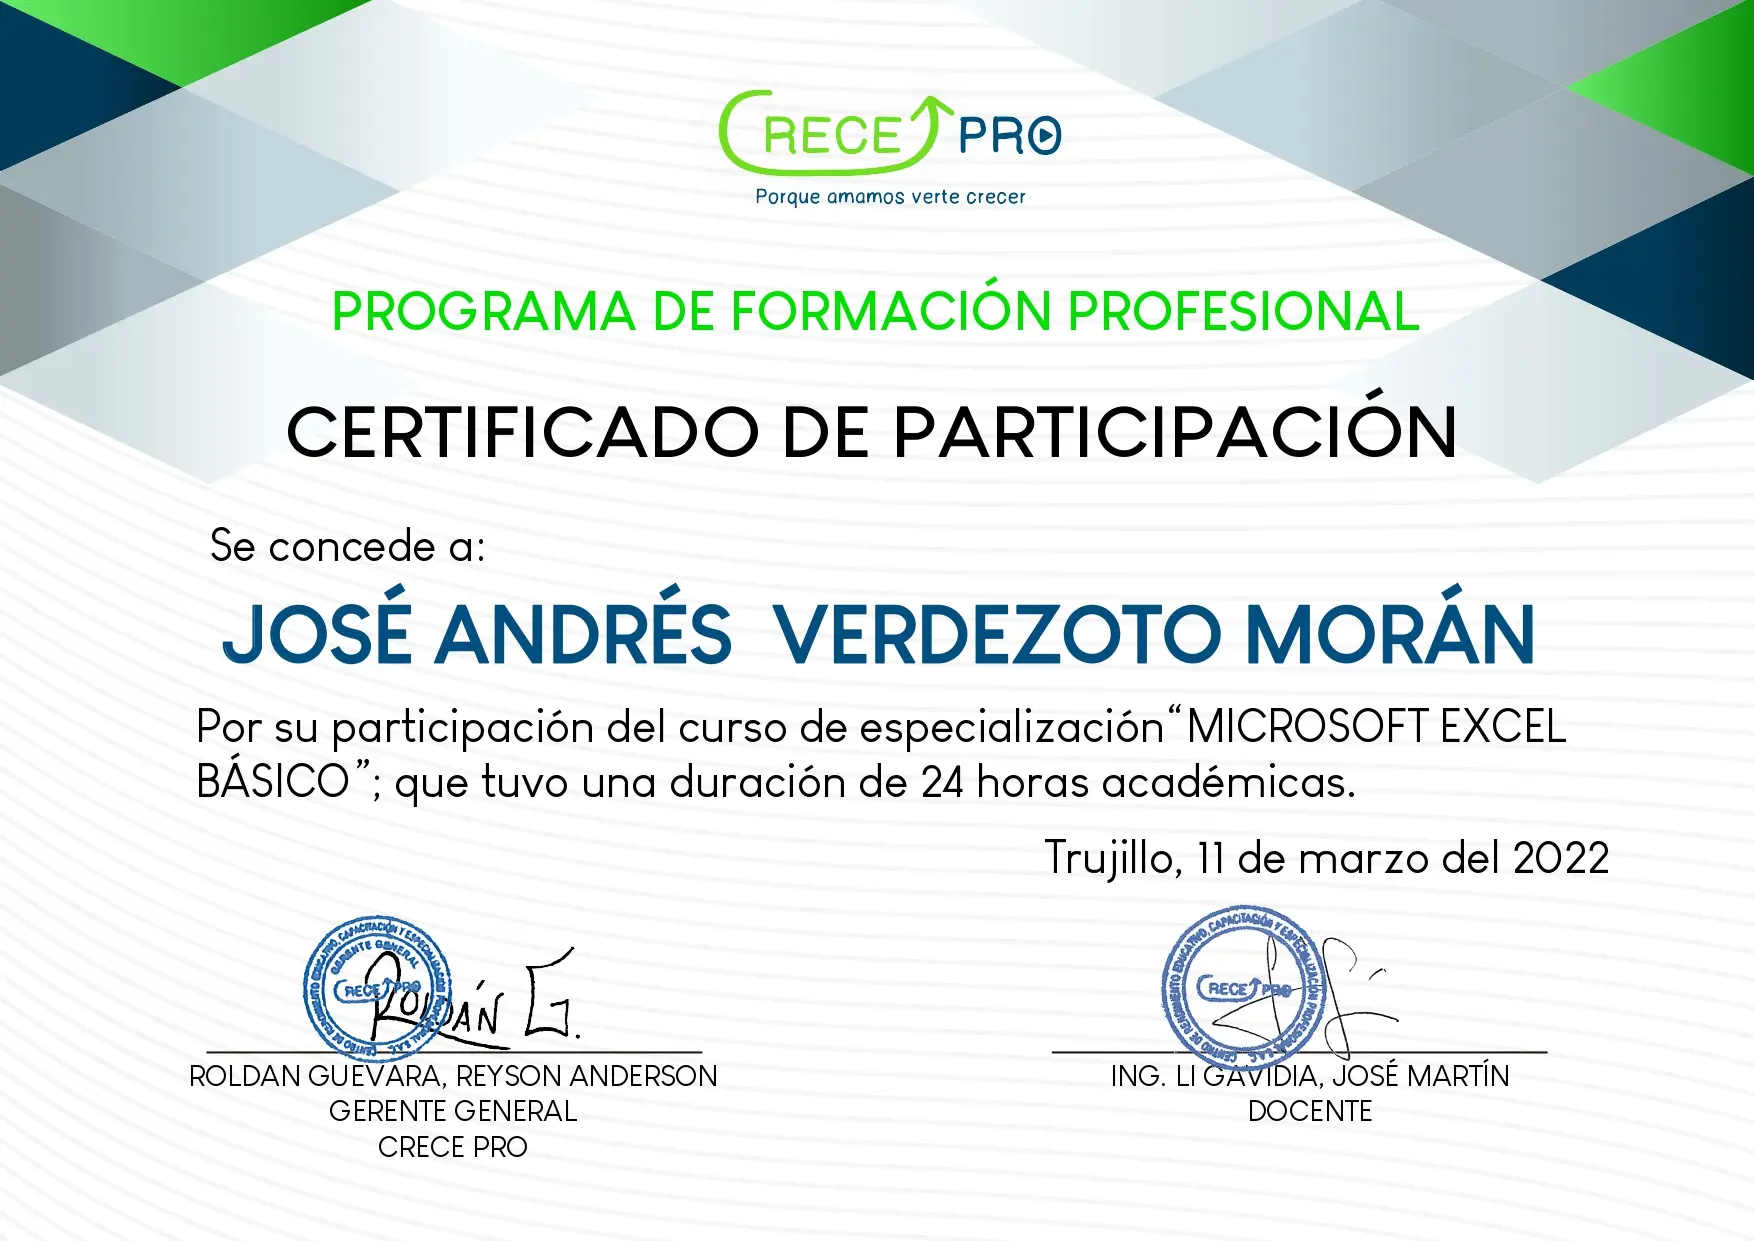 CRECE PRO
Porque amamos verte crecer
PROGRAMA DE FORMACIÓN PROFESIONAL
CERTIFICADO DE PARTICIPACIÓN
Se concede a:
JOSÉ ANDRÉS VERDEZOTO MORÁN
Por su participación del curso de especialización“MICROSOFT EXCEL
BÁSICO”; que tuvo una duración de 24 horas académicas.
Trujillo, 11 de marzo del 2022
CENTRO DE RENDIMIENTO EDUCATIVO, CAPACITACIÓN Y ESPECIALIZACIÓN PROFESIONAL S.A.C.
GERENTE GENERAL
CRECE PRO
ROLDÁN G.
CENTRO DE RENDIMIENTO EDUCATIVO, CAPACITACIÓN Y ESPECIALIZACIÓN PROFESIONAL S.A.C.
CRECE PRO
ROLDAN GUEVARA, REYSON ANDERSON
GERENTE GENERAL
CRECE PRO
ING. LI GAVIDIA, JOSÉ MARTÍN
DOCENTE